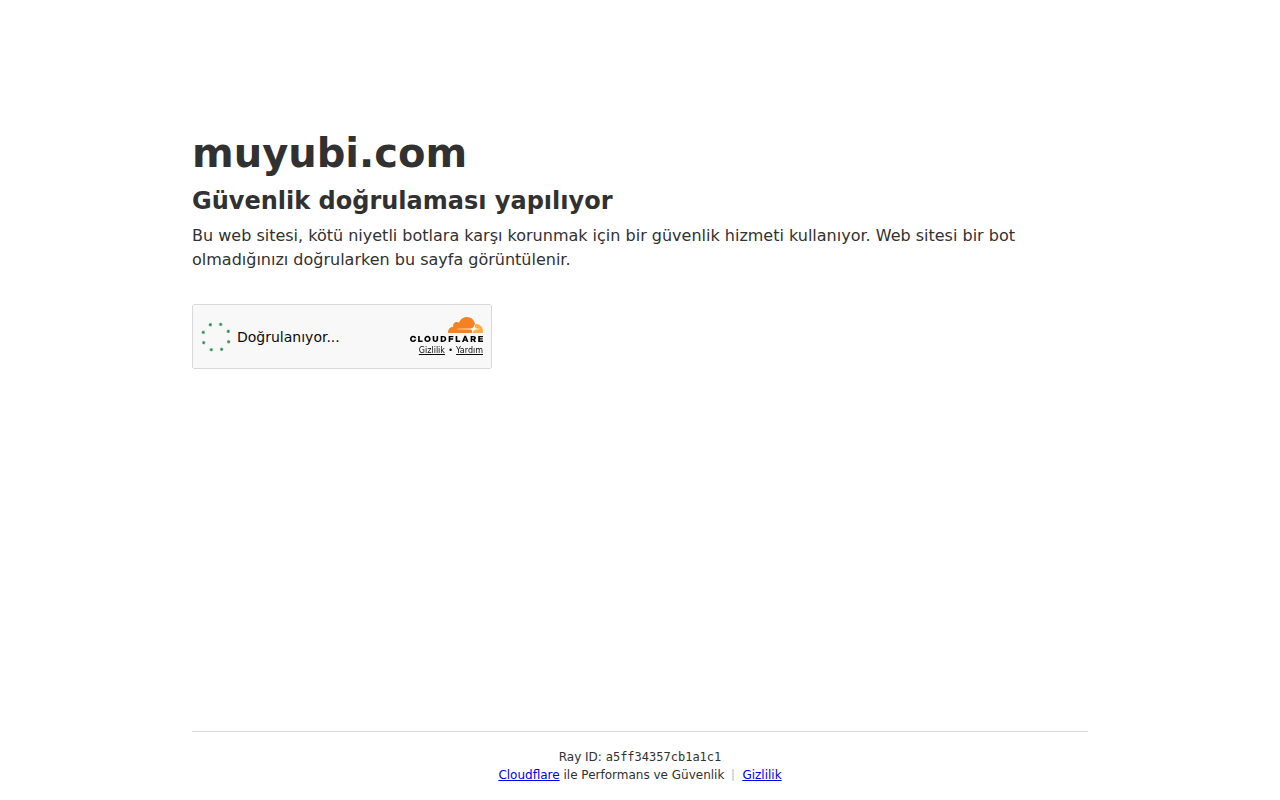 muyubi.com
Güvenlik doğrulaması yapılıyor
Bu web sitesi, kötü niyetli botlara karşı korunmak için bir güvenlik hizmeti kullanıyor. Web sitesi bir bot
olmadığınızı doğrularken bu sayfa görüntülenir.
Doğrulanıyor...
CLOUDFLARE
Gizlilik • Yardım
Ray ID: a5ff34357cb1a1c1
Cloudflare ile Performans ve Güvenlik | Gizlilik